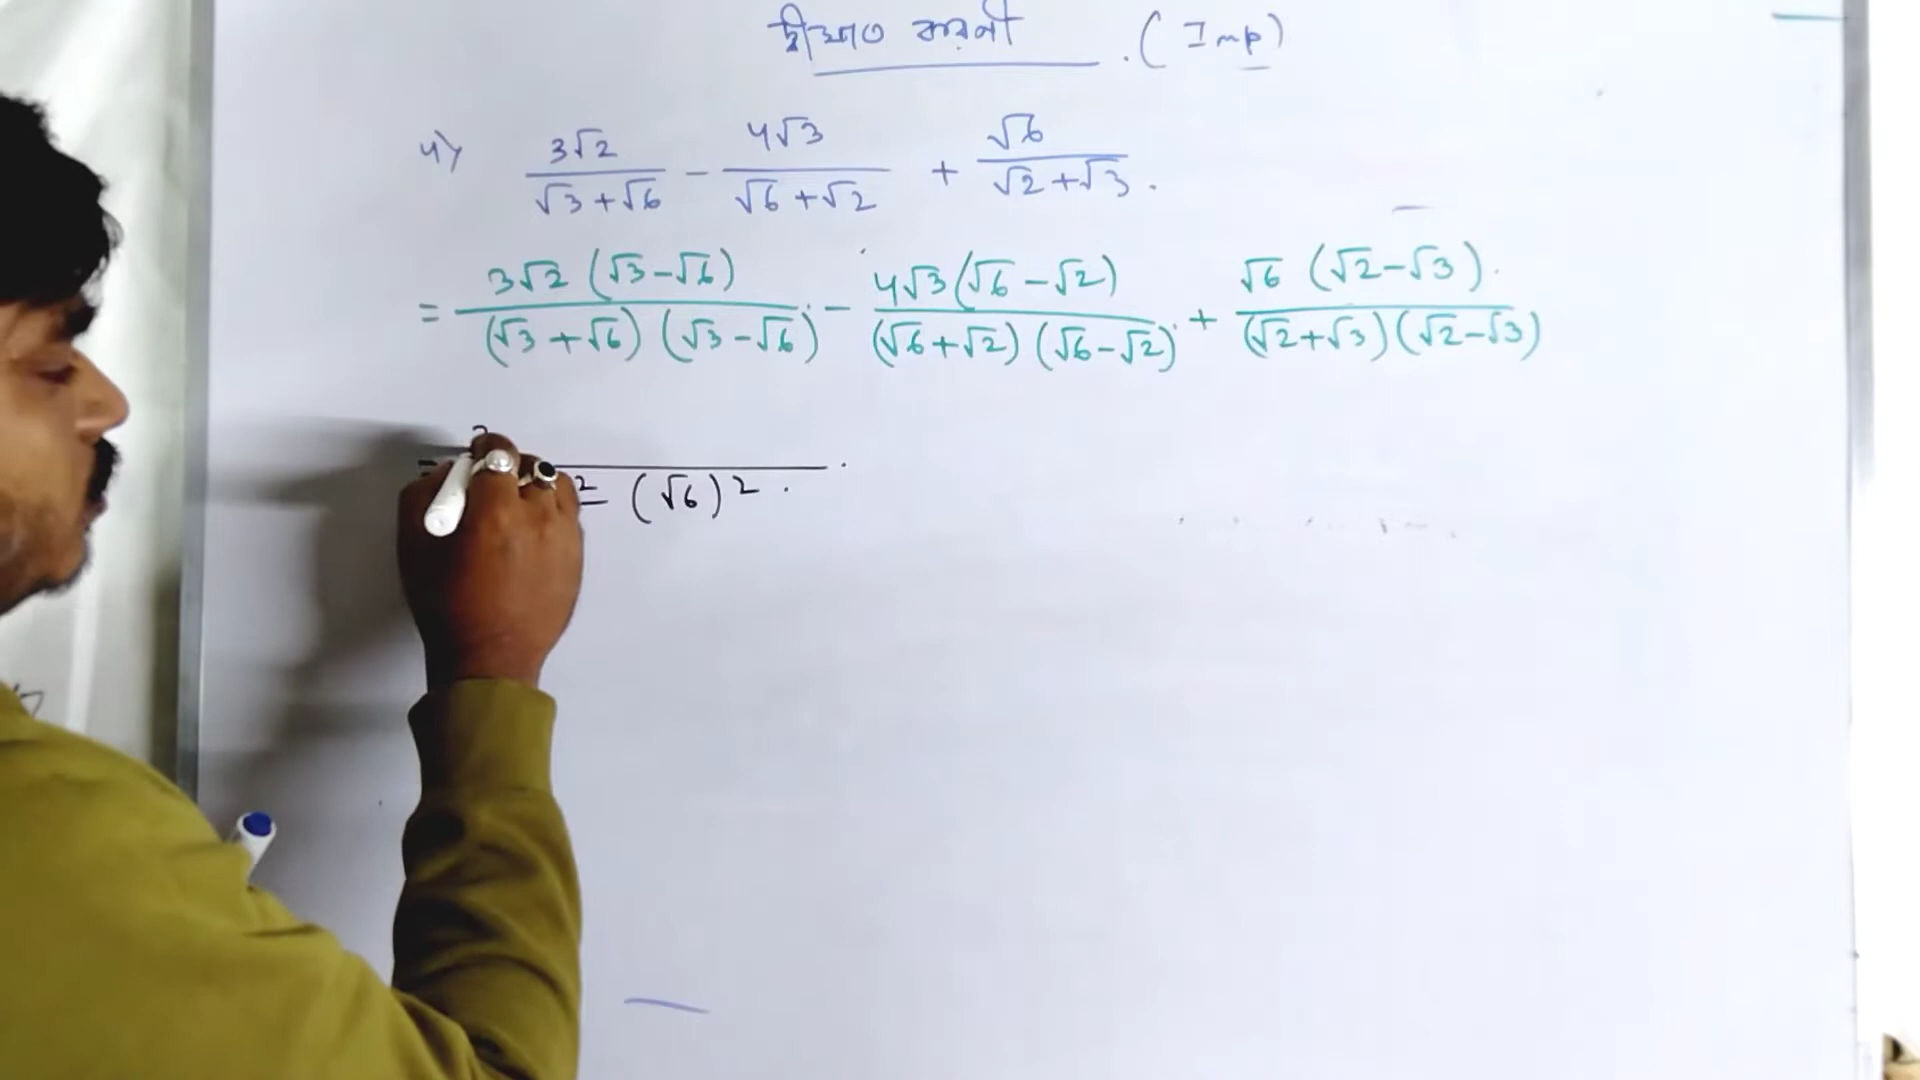 দ্বীঘাত করণী . (Imp)
4) 3√2/(√3+√6) - 4√3/(√6+√2) + √6/(√2+√3) .
= 3√2 (√3-√6)/((√3+√6) (√3-√6)) - 4√3(√6-√2)/((√6+√2) (√6-√2)) + √6 (√2-√3)/((√2+√3)(√2-√3))
= 3 / 2 - (√6)2 .